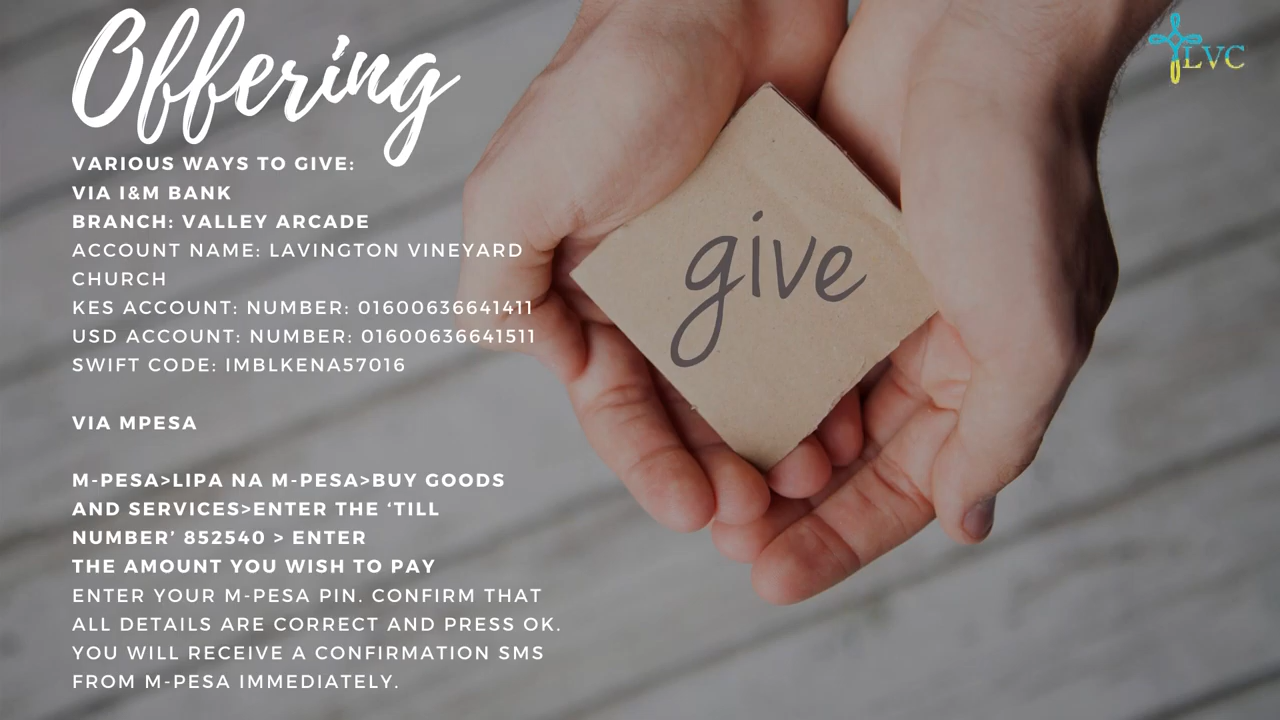 Offering
LVC
VARIOUS WAYS TO GIVE:
VIA I&M BANK
BRANCH: VALLEY ARCADE
ACCOUNT NAME: LAVINGTON VINEYARD
CHURCH
KES ACCOUNT: NUMBER: 01600636641411
USD ACCOUNT: NUMBER: 01600636641511
SWIFT CODE: IMBLKENA57016
VIA MPESA
M-PESA>LIPA NA M-PESA>BUY GOODS
AND SERVICES>ENTER THE ‘TILL
NUMBER’ 852540 > ENTER
THE AMOUNT YOU WISH TO PAY
ENTER YOUR M-PESA PIN. CONFIRM THAT
ALL DETAILS ARE CORRECT AND PRESS OK.
YOU WILL RECEIVE A CONFIRMATION SMS
FROM M-PESA IMMEDIATELY.
give